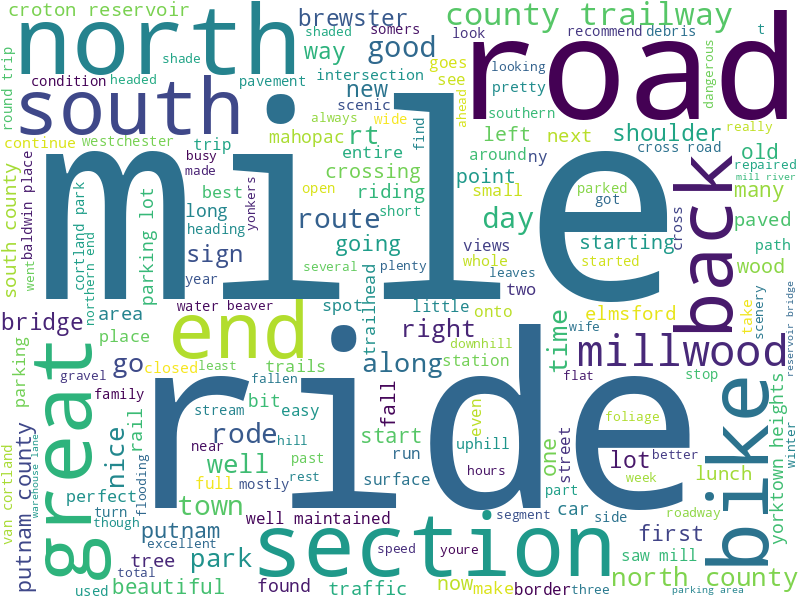 croton reservoir
north
shaded
somers
brewster
look
recommend
debris
t
county trailway
road
round trip
shade
way
good
goes
looking
dangerous
condition
headed
pavement
intersection
see
pretty
south
new
scenic
ahead
southern
always
wide
find
mile
continue
westchester
mahopac
rt
left
next
shoulder
cross road
old
really
repaired
mill river
trip
entire
crossing
around
ny
busy
made
baldwin place
south county
cortland park
best
yonkers
riding
point
small
parked
many
back
open
long
route
short
day
got
cross
paved
parking lot
heading
sign
going
views
starting
path
went
northern end
year
several
plenty
whole
leaves
started
wood
trailhead
area
water beaver
spot
little
two
onto
take
scenery
reservoir bridge
bridge
place
end
right
time
elmsford
wife
millwood
go
trails
along
station
downhill
parking
great
gravel
closed
least
flat
stop
family
ride
fallen
bit
fall
even
foliage
lot
bike
winter
nice
rail
stream
easy
rode
hill
start
uphill
one
street
better
yorktown heights
van cortland
warehouse lane
near
past
run
well
hours
week
lunch
putnam county
perfect
flooding
full
mostly
rest
surface
part
roadway
turn
town
car
though
putnam
well maintained
segment
side
first
excellent
section
tree
park
speed
youre
saw mill
total
north county
used
beautiful
found
traffic
now
make
border
three
parking area